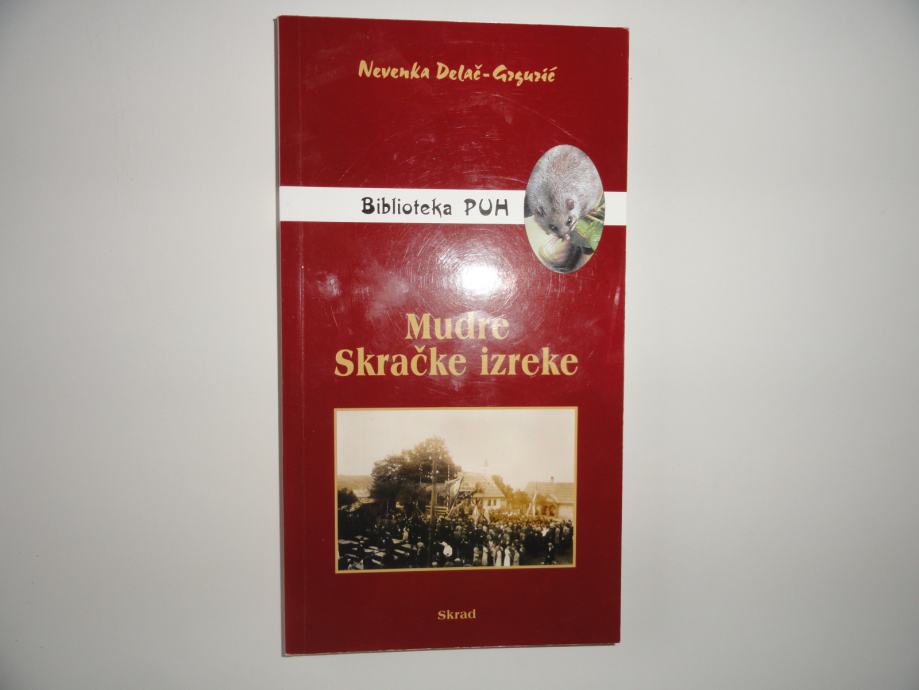 Nevenka Delač-Grgurić
Biblioteka PUH
Mudre
Skračke izreke
Skrad